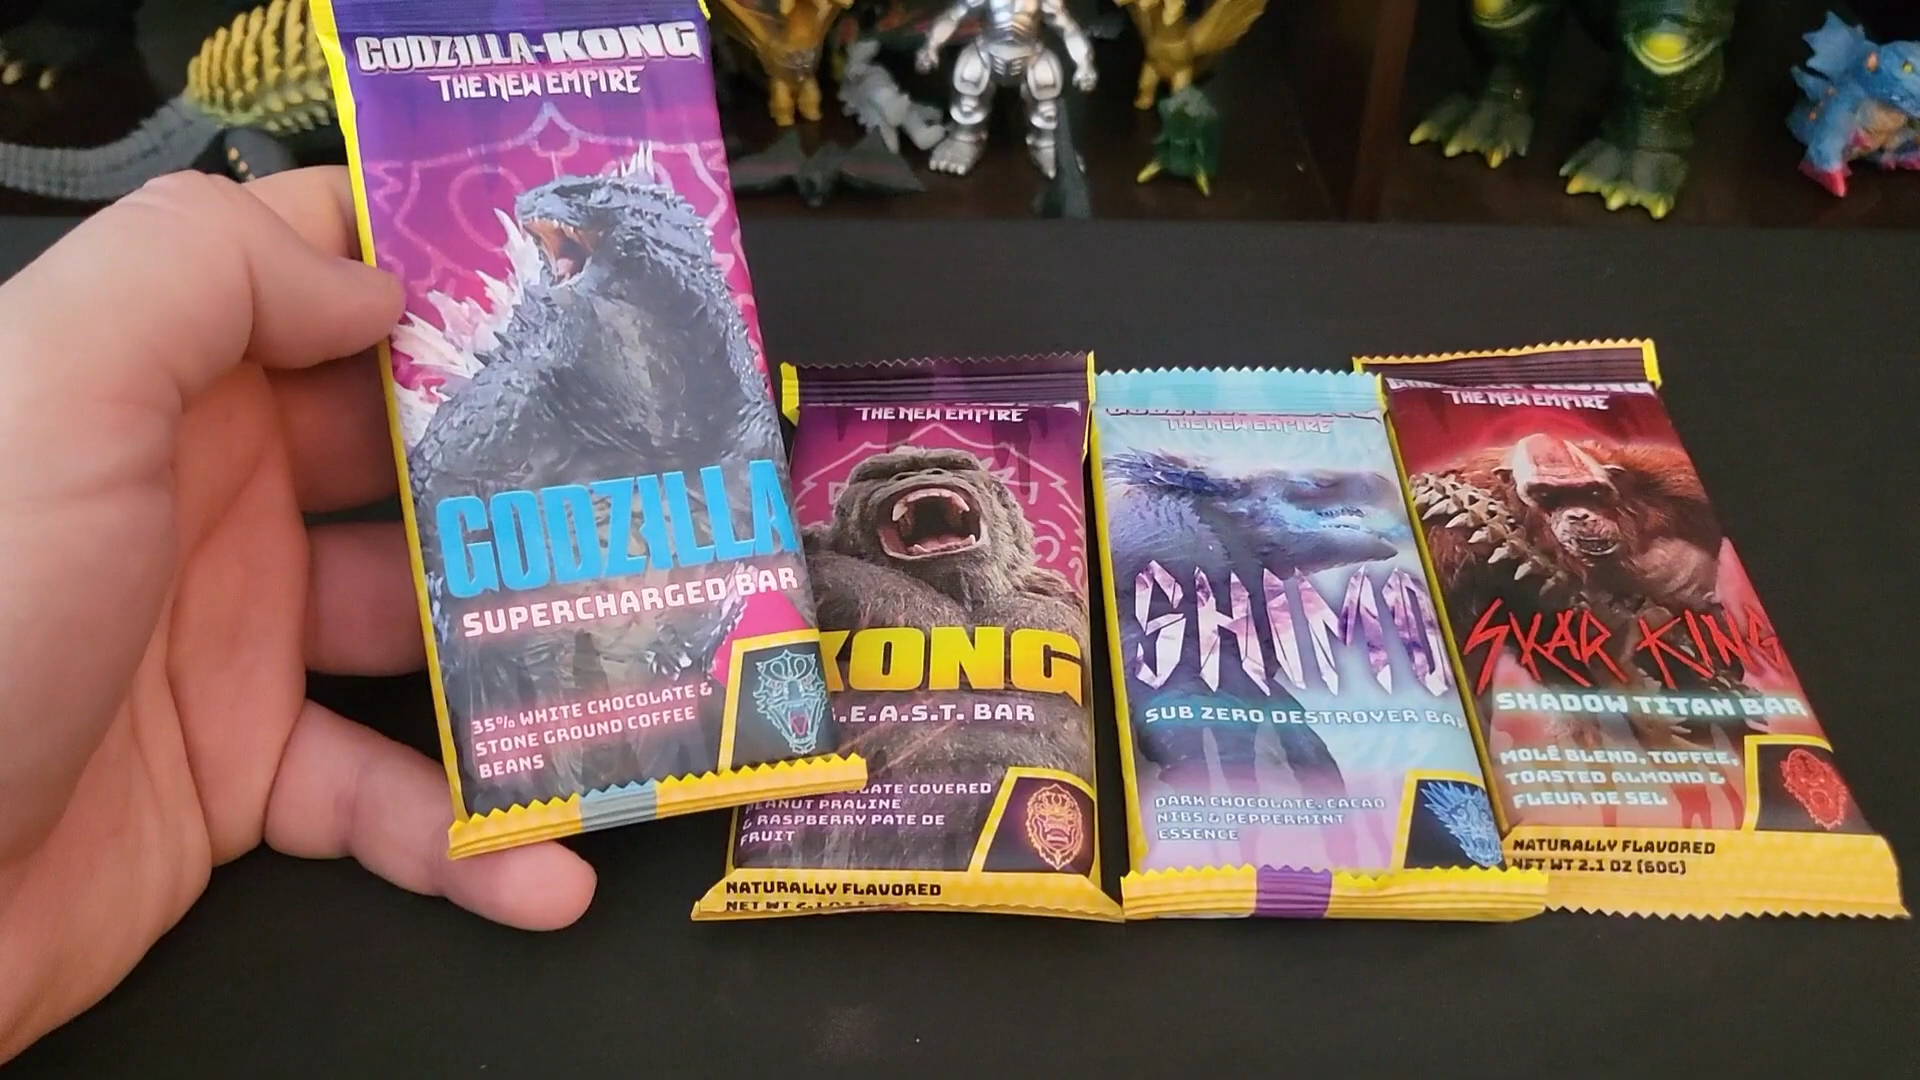 GODZILLA-KONG
THE NEW EMPIRE
GODZILLA
SUPERCHARGED BAR
35% WHITE CHOCOLATE &
STONE GROUND COFFEE
BEANS
THE NEW EMPIRE
KONG
.E.A.S.T. BAR
COVERED
PEANUT PRALINE
& RASPBERRY PATE DE
FRUIT
NATURALLY FLAVORED
NET WT
THE NEW EMPIRE
SHIMO
SUB ZERO DESTROYER BAR
DARK CHOCOLATE, CACAO
NIBS & PEPPERMINT
ESSENCE
THE NEW EMPIRE
SKAR KING
SHADOW TITAN BAR
MOLÉ BLEND, TOFFEE,
TOASTED ALMOND &
FLEUR DE SEL
NATURALLY FLAVORED
NET WT 2.1 OZ (60G)